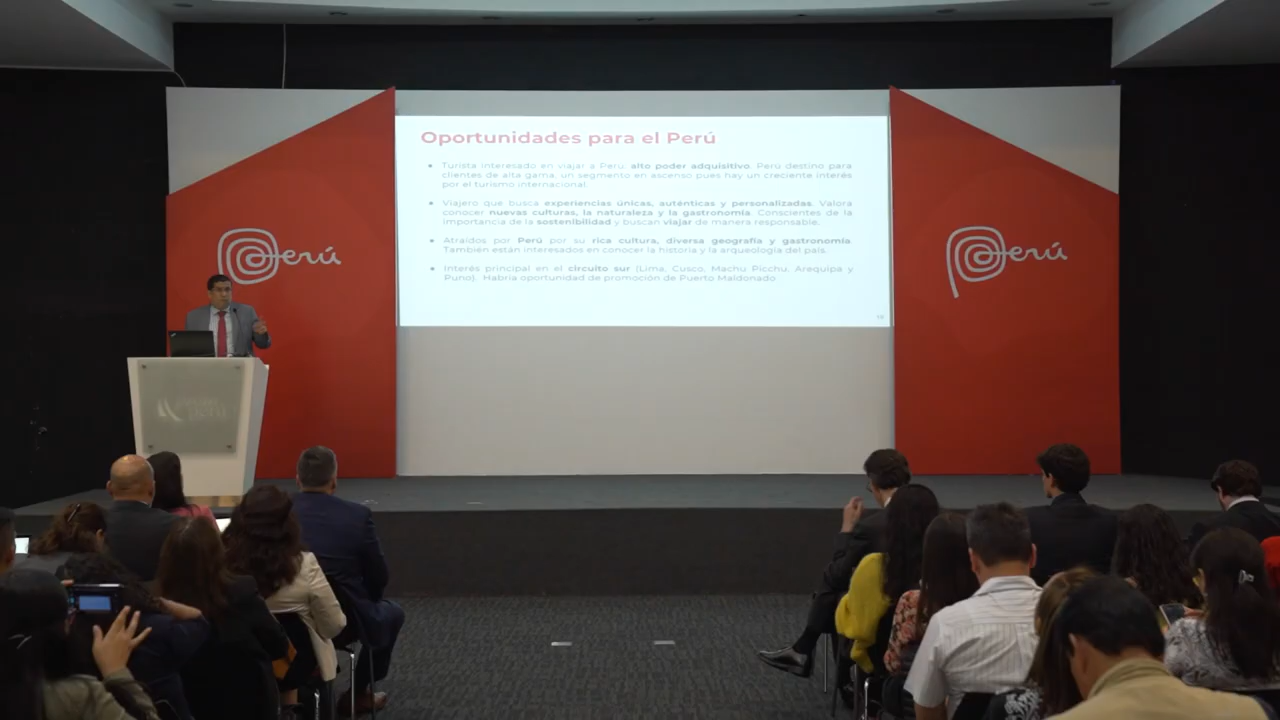 Oportunidades para el Perú
• Turista interesado en viajar a Perú: alto poder adquisitivo. Perú destino para
clientes de alta gama, un segmento en ascenso pues hay un creciente interés
por el turismo internacional.
• Viajero que busca experiencias únicas, auténticas y personalizadas. Valora
conocer nuevas culturas, la naturaleza y la gastronomía. Conscientes de la
importancia de la sostenibilidad y buscan viajar de manera responsable.
• Atraídos por Perú por su rica cultura, diversa geografía y gastronomía
También están interesados en conocer la historia y la arqueología del país.
• Interés principal en el circuito sur (Lima, Cusco, Machu Picchu, Arequipa y
Puno). Habría oportunidad de promoción de Puerto Maldonado
Perú
Perú